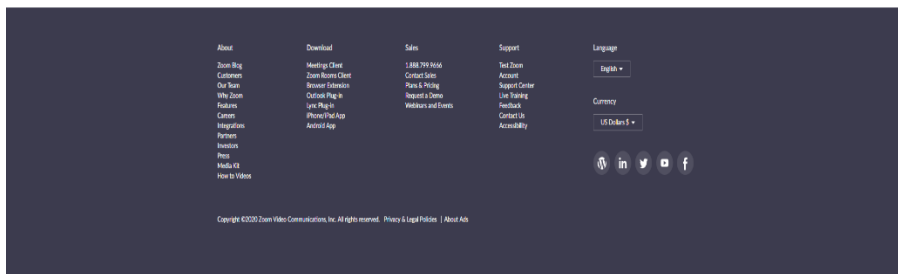 About
Zoom Blog
Customers
Our Team
Why Zoom
Features
Careers
Integrations
Partners
Investors
Press
Media Kit
How to Videos
Download
Meetings Client
Zoom Rooms Client
Browser Extension
Outlook Plug-in
Lync Plug-in
iPhone/iPad App
Android App
Sales
1.888.799.9666
Contact Sales
Plans & Pricing
Request a Demo
Webinars and Events
Support
Test Zoom
Account
Support Center
Live Training
Feedback
Contact Us
Accessibility
Language
English
Currency
US Dollars $
in
f
Copyright ©2020 Zoom Video Communications, Inc. All rights reserved. Privacy & Legal Policies | About Ads